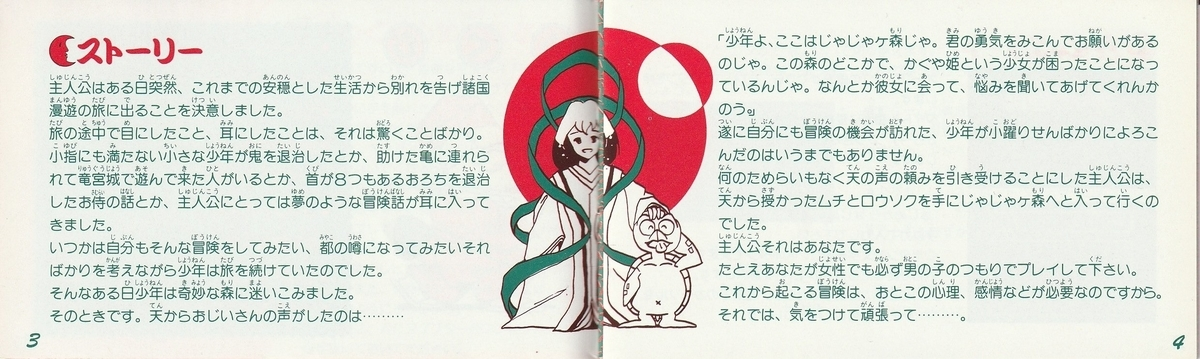 ストーリー
主人公はある日突然、これまでの安穏とした生活から別れを告げ諸国
漫遊の旅に出ることを決意しました。
旅の途中で目にしたこと、耳にしたことは、それは驚くことばかり。
小指にも満たない小さな少年が鬼を退治したとか、助けた亀に連れら
れて竜宮城で遊んで来た人がいるとか、首が８つもあるおろちを退治
したお侍の話とか、主人公にとっては夢のような冒険話が耳に入って
きました。
いつかは自分もそんな冒険をしてみたい、都の噂になってみたいそれ
ばかりを考えながら少年は旅を続けていたのでした。
そんなある日少年は奇妙な森に迷いこみました。
そのときです。天からおじいさんの声がしたのは………
3
「少年よ、ここはじゃじゃヶ森じゃ。君の勇気をみこんでお願いがある
のじゃ。この森のどこかで、かぐや姫という少女が困ったことになっ
ているんじゃ。なんとか彼女に会って、悩みを聞いてあげてくれんか
のう。」
遂に自分にも冒険の機会が訪れた、少年が小躍りせんばかりによろこ
んだのはいうまでもありません。
何のためらいもなく天の声の頼みを引き受けることにした主人公は、
天から授かったムチとロウソクを手にじゃじゃヶ森へと入って行くの
でした。
主人公それはあなたです。
たとえあなたが女性でも必ず男の子のつもりでプレイして下さい。
これから起こる冒険は、おとこの心理、感情などが必要なのですから。
それでは、気をつけて頑張って………。
4